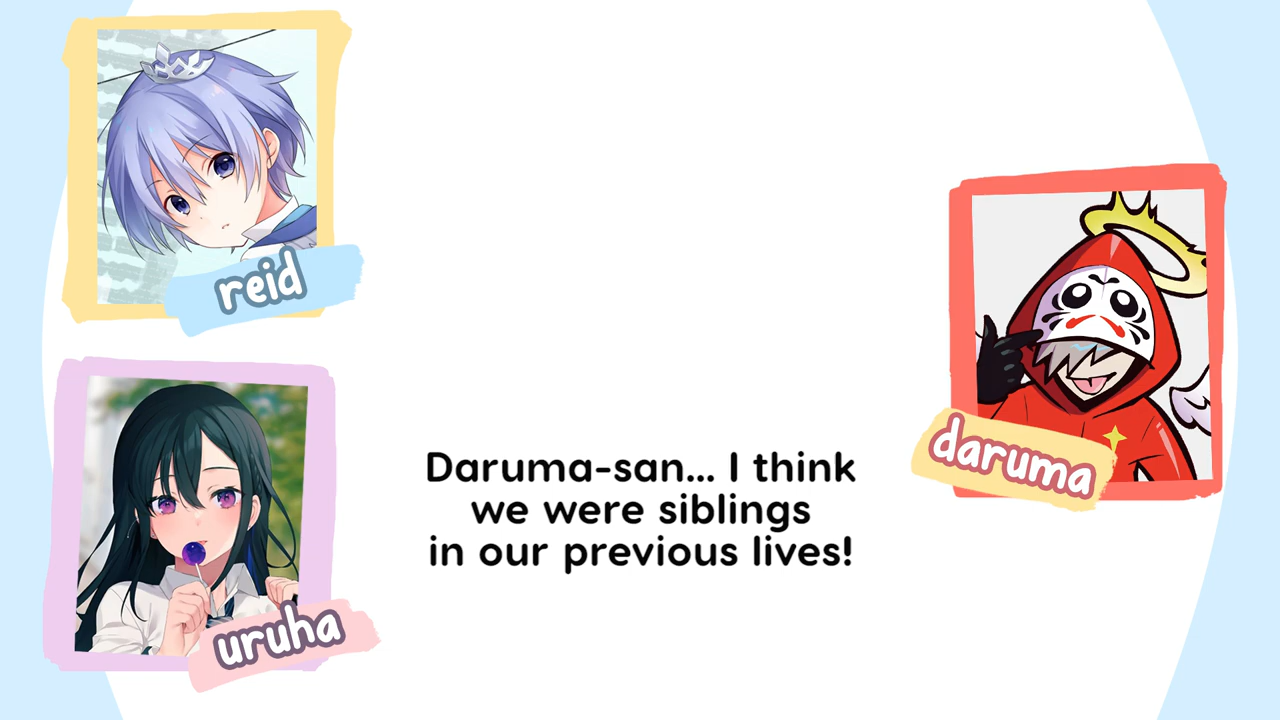 reid
daruma
Daruma-san... I think
we were siblings
in our previous lives!
uruha